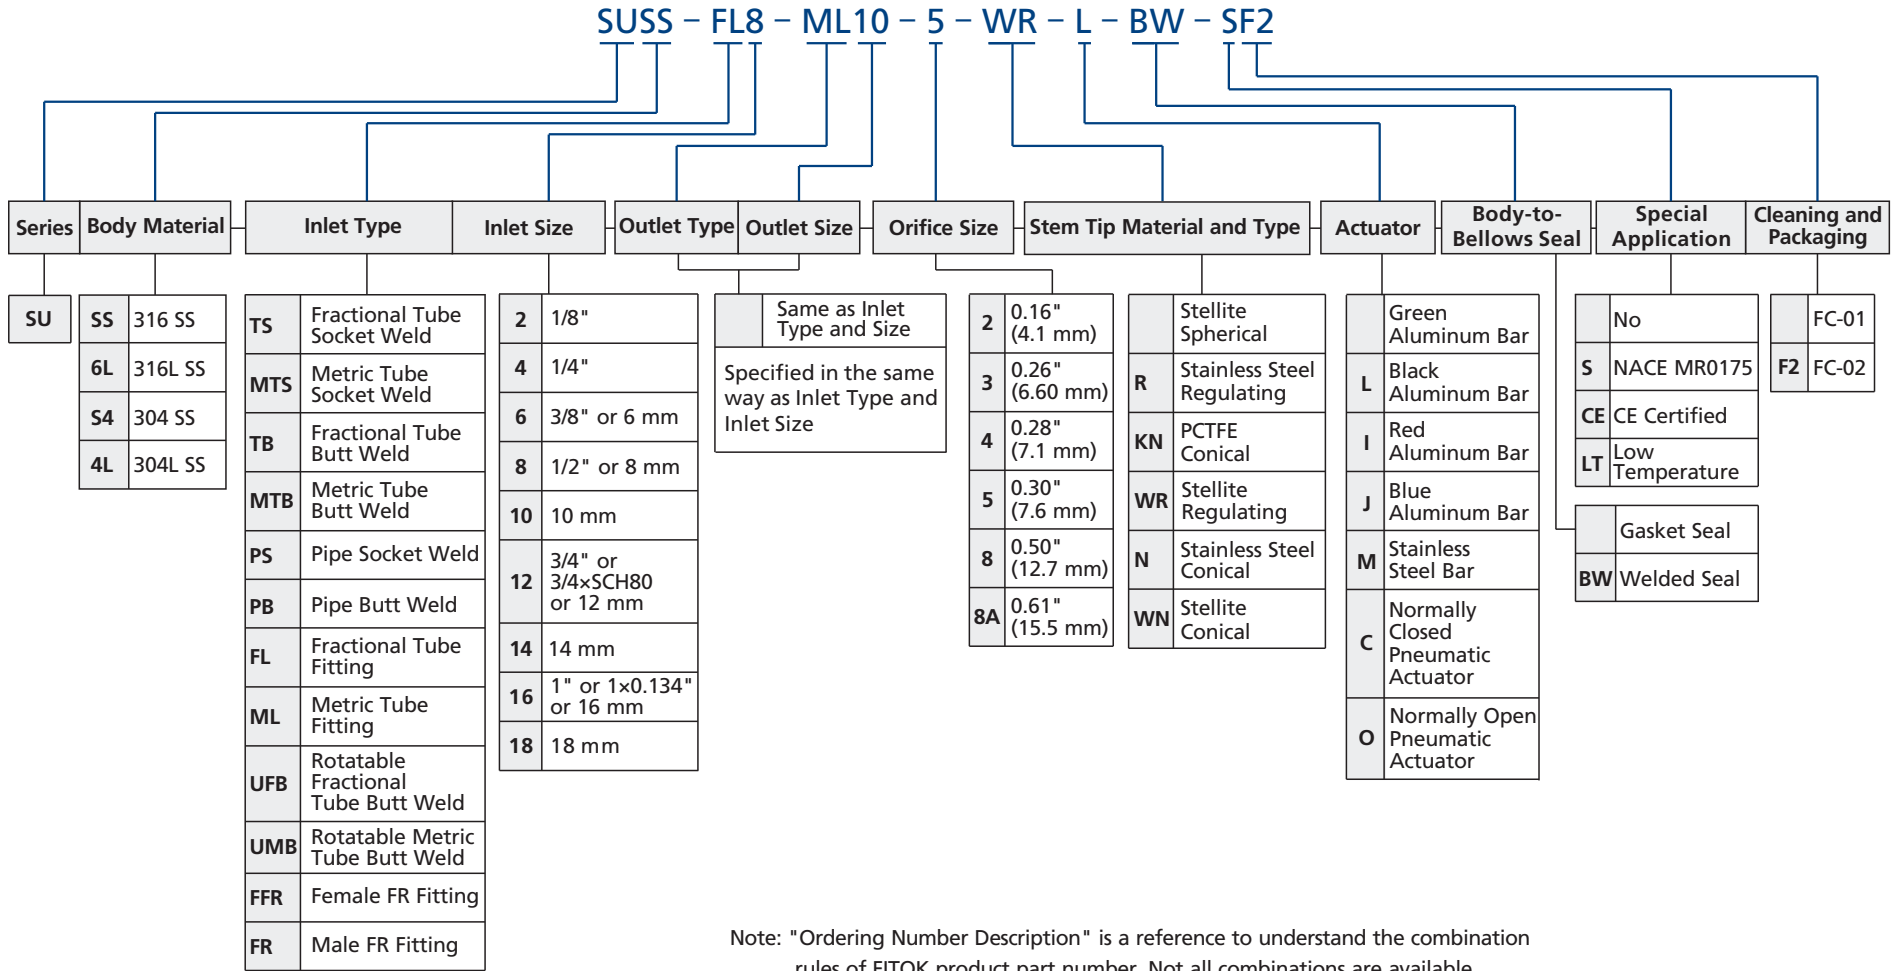 SUSS – FL8 – ML10 – 5 – WR – L – BW – SF2
Series
Body Material
Inlet Type
Inlet Size
Outlet Type
Outlet Size
Orifice Size
Stem Tip Material and Type
Actuator
Body-to-
Bellows Seal
Special
Application
Cleaning and
Packaging
SU
SS 316 SS
6L 316L SS
S4 304 SS
4L 304L SS
TS Fractional Tube
Socket Weld
MTS Metric Tube
Socket Weld
TB Fractional Tube
Butt Weld
MTB Metric Tube
Butt Weld
PS Pipe Socket Weld
PB Pipe Butt Weld
FL Fractional Tube
Fitting
ML Metric Tube
Fitting
UFB Rotatable
Fractional
Tube Butt Weld
UMB Rotatable Metric
Tube Butt Weld
FFR Female FR Fitting
FR Male FR Fitting
2 1/8"
4 1/4"
6 3/8" or 6 mm
8 1/2" or 8 mm
10 10 mm
12 3/4" or
3/4×SCH80
or 12 mm
14 14 mm
16 1" or 1×0.134"
or 16 mm
18 18 mm
Same as Inlet
Type and Size
Specified in the same
way as Inlet Type and
Inlet Size
2 0.16"
(4.1 mm)
3 0.26"
(6.60 mm)
4 0.28"
(7.1 mm)
5 0.30"
(7.6 mm)
8 0.50"
(12.7 mm)
8A 0.61"
(15.5 mm)
Stellite
Spherical
R Stainless Steel
Regulating
KN PCTFE
Conical
WR Stellite
Regulating
N Stainless Steel
Conical
WN Stellite
Conical
Green
Aluminum Bar
L Black
Aluminum Bar
I Red
Aluminum Bar
J Blue
Aluminum Bar
M Stainless
Steel Bar
C Normally
Closed
Pneumatic
Actuator
O Normally Open
Pneumatic
Actuator
No
S NACE MR0175
CE CE Certified
LT Low
Temperature
Gasket Seal
BW Welded Seal
FC-01
F2 FC-02
Note: "Ordering Number Description" is a reference to understand the combination
rules of FITOK product part number. Not all combinations are available.